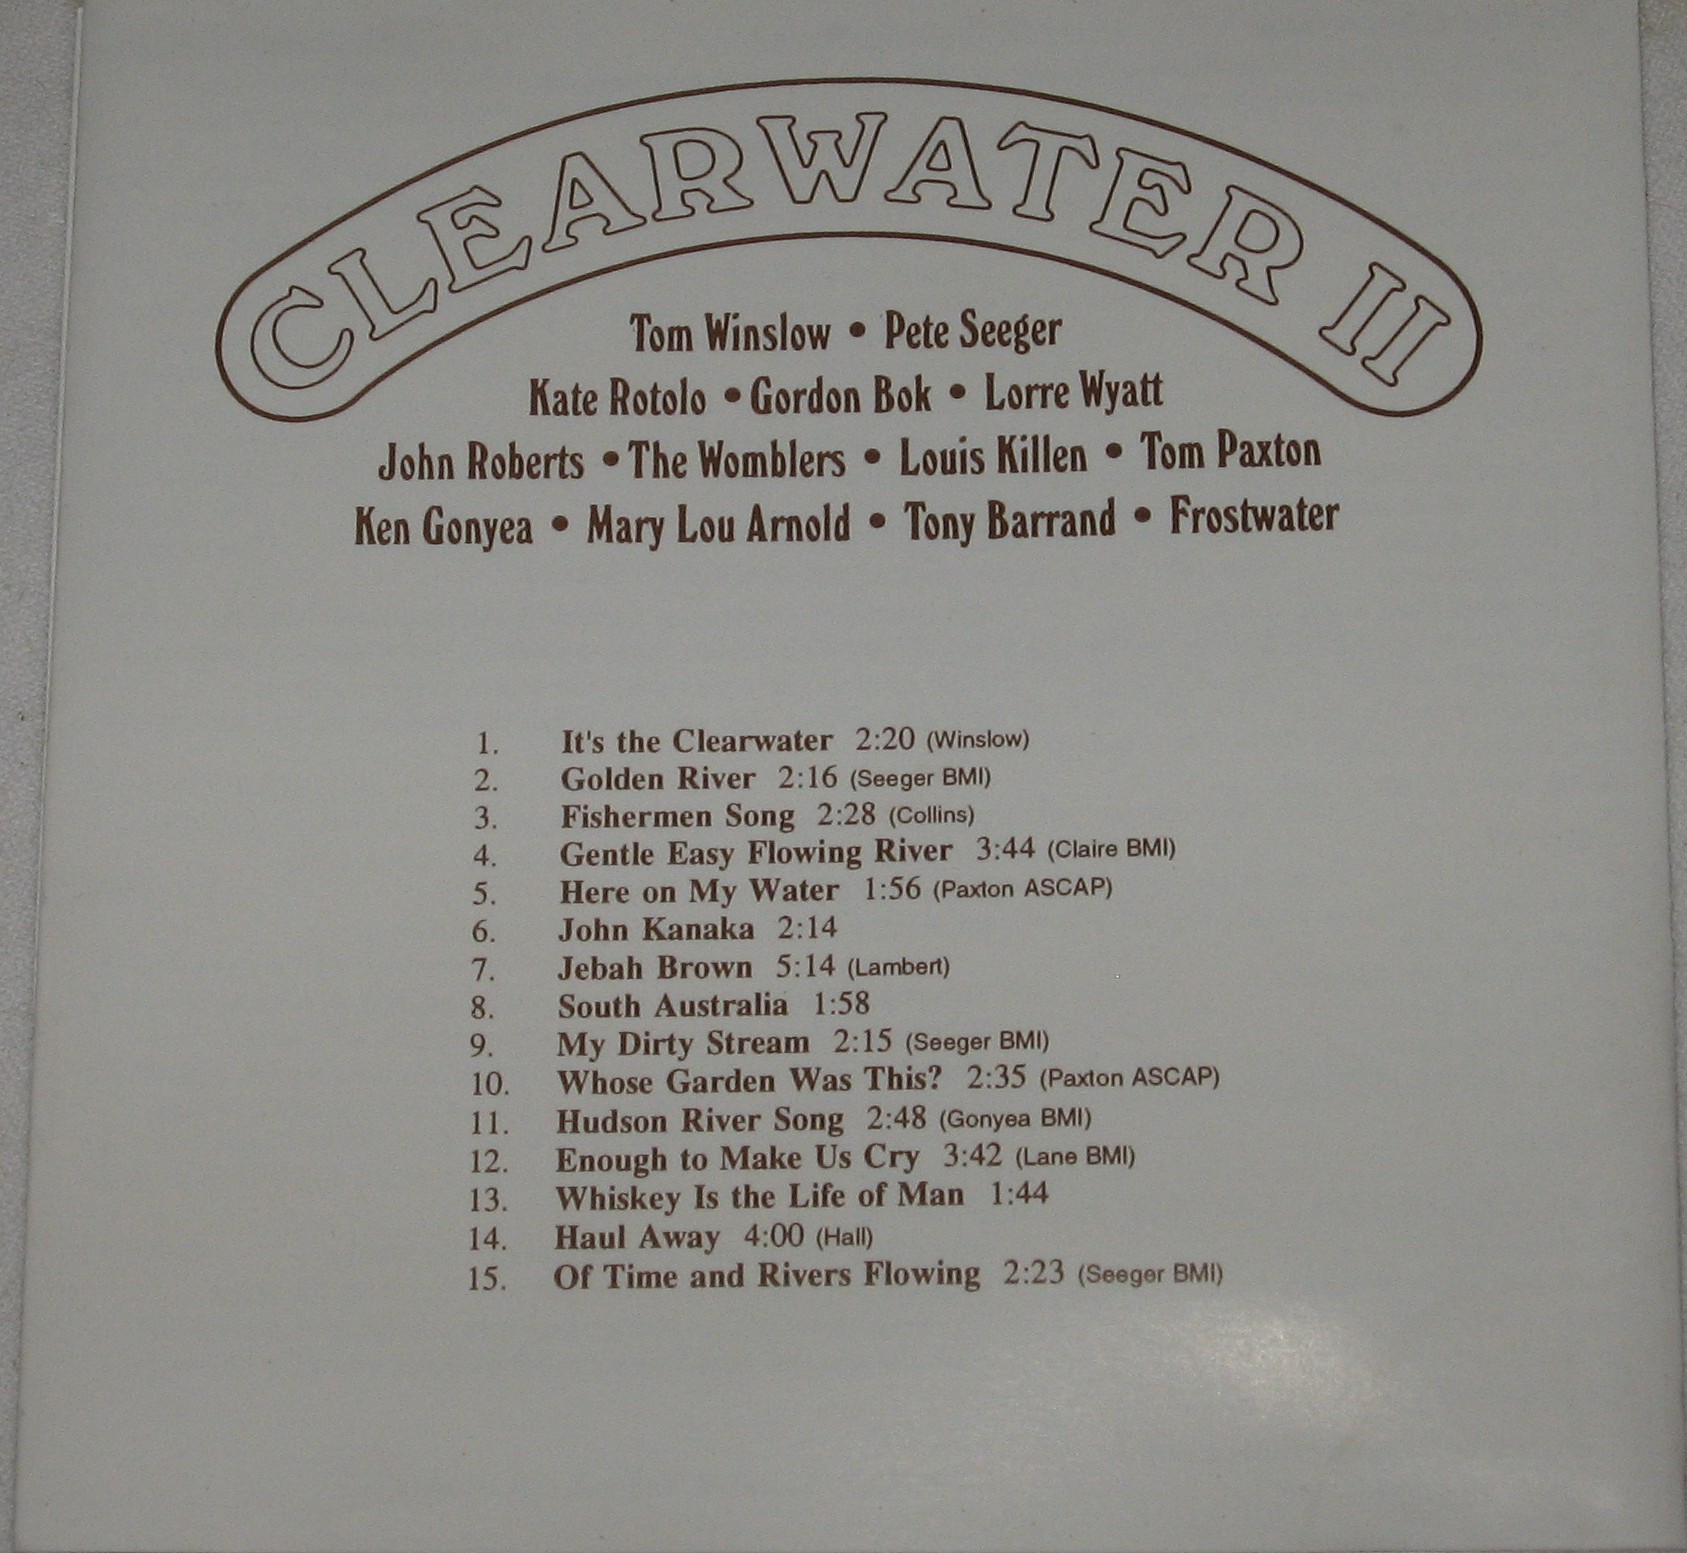 CLEARWATER II
Tom Winslow • Pete Seeger
Kate Rotolo • Gordon Bok • Lorre Wyatt
John Roberts • The Womblers • Louis Killen • Tom Paxton
Ken Gonyea • Mary Lou Arnold • Tony Barrand • Frostwater
1. It's the Clearwater 2:20 (Winslow)
2. Golden River 2:16 (Seeger BMI)
3. Fishermen Song 2:28 (Collins)
4. Gentle Easy Flowing River 3:44 (Claire BMI)
5. Here on My Water 1:56 (Paxton ASCAP)
6. John Kanaka 2:14
7. Jebah Brown 5:14 (Lambert)
8. South Australia 1:58
9. My Dirty Stream 2:15 (Seeger BMI)
10. Whose Garden Was This? 2:35 (Paxton ASCAP)
11. Hudson River Song 2:48 (Gonyea BMI)
12. Enough to Make Us Cry 3:42 (Lane BMI)
13. Whiskey Is the Life of Man 1:44
14. Haul Away 4:00 (Hall)
15. Of Time and Rivers Flowing 2:23 (Seeger BMI)